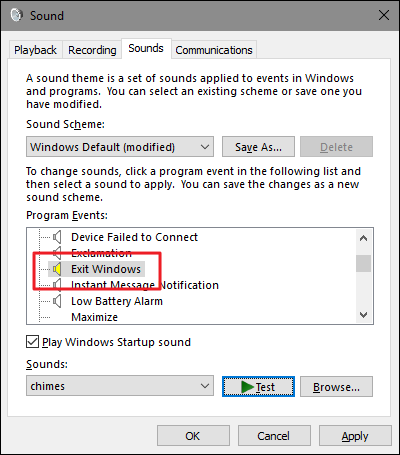 Sound
Playback Recording Sounds Communications
A sound theme is a set of sounds applied to events in Windows
and programs. You can select an existing scheme or save one you
have modified.
Sound Scheme:
Windows Default (modified) Save As... Delete
To change sounds, click a program event in the following list and
then select a sound to apply. You can save the changes as a new
sound scheme.
Program Events:
Device Failed to Connect
Exclamation
Exit Windows
Instant Message Notification
Low Battery Alarm
Maximize
Play Windows Startup sound
Sounds:
chimes Test Browse...
OK Cancel Apply